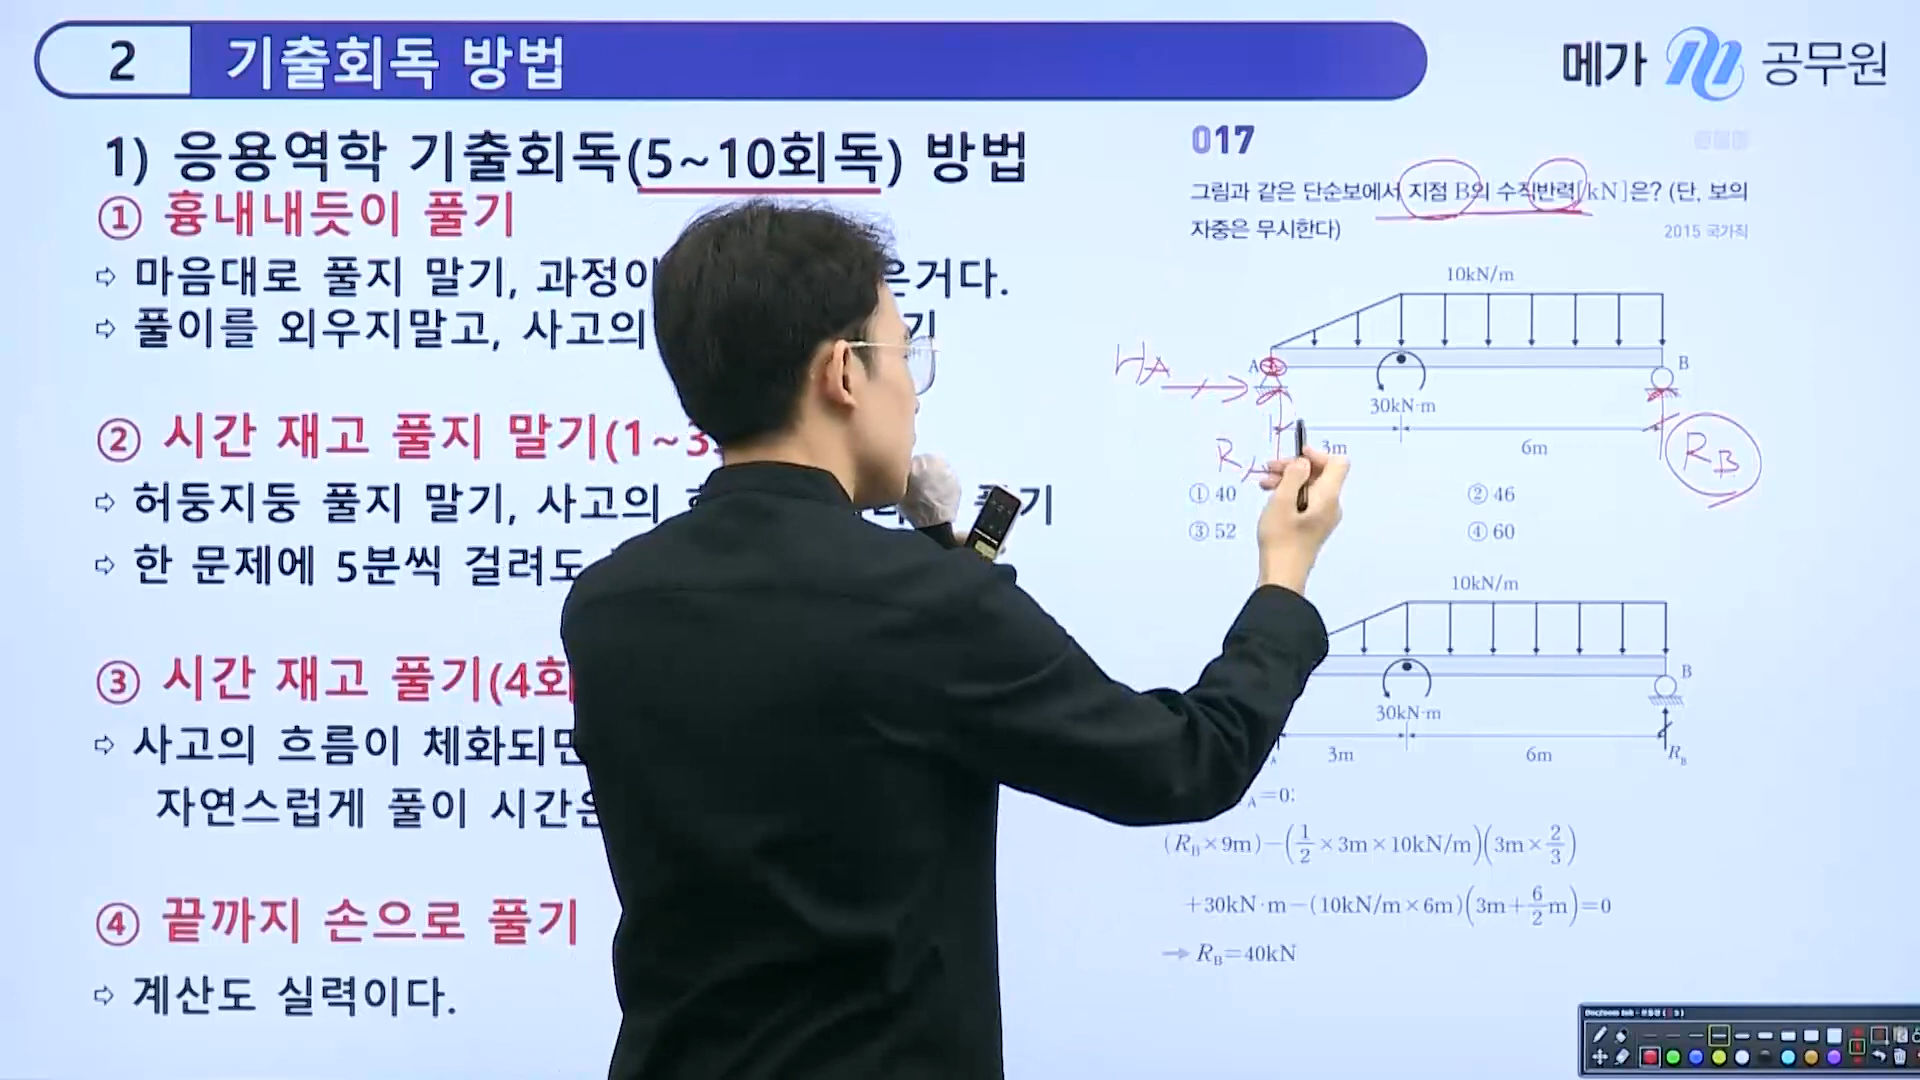 2 기출회독 방법
메가 공무원
1) 응용역학 기출회독(5~10회독) 방법
① 흉내내듯이 풀기
⇨ 마음대로 풀지 말기, 과정이 은거다.
⇨ 풀이를 외우지말고, 사고의 기
② 시간 재고 풀지 말기(1~3
⇨ 허둥지둥 풀지 말기, 사고의 기
⇨ 한 문제에 5분씩 걸려도
③ 시간 재고 풀기(4회
⇨ 사고의 흐름이 체화되면
자연스럽게 풀이 시간은
④ 끝까지 손으로 풀기
⇨ 계산도 실력이다.
017
그림과 같은 단순보에서 지점 B의 수직반력[kN]은? (단, 보의
자중은 무시한다)
2015 국가직
10kN/m
A
B
HA
30kN·m
3m
6m
R
RB
① 40
② 46
③ 52
④ 60
10kN/m
B
30kN·m
3m
6m
A
RB
A=0:
(RB×9m)−(1/2×3m×10kN/m)(3m×2/3)
+30kN·m−(10kN/m×6m)(3m+6/2m)=0
→ RB=40kN